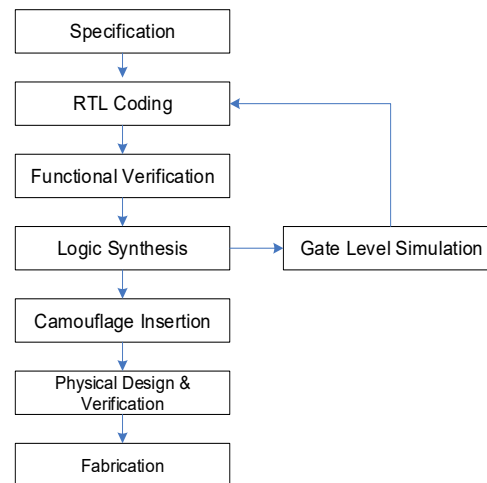 Specification
RTL Coding
Functional Verification
Logic Synthesis
Gate Level Simulation
Camouflage Insertion
Physical Design &
Verification
Fabrication